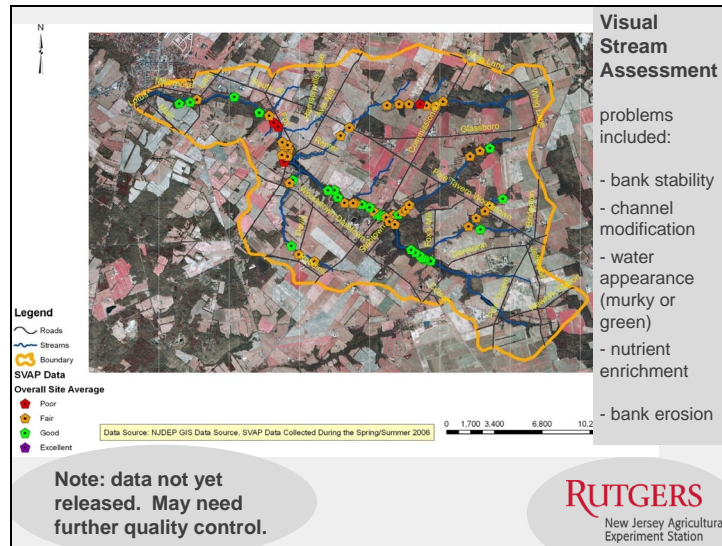 N
Visual
Stream
Assessment
problems
included:
- bank stability
- channel
modification
- water
appearance
(murky or
green)
- nutrient
enrichment
- bank erosion
Glassboro
Legend
Roads
Streams
Boundary
SVAP Data
Overall Site Average
Poor
Fair
Good
Excellent
Data Source: NJDEP GIS Data Source, SVAP Data Collected During the Spring/Summer 2006
0 1,700 3,400 6,800 10,2
Note: data not yet
released. May need
further quality control.
RUTGERS
New Jersey Agricultura
Experiment Station